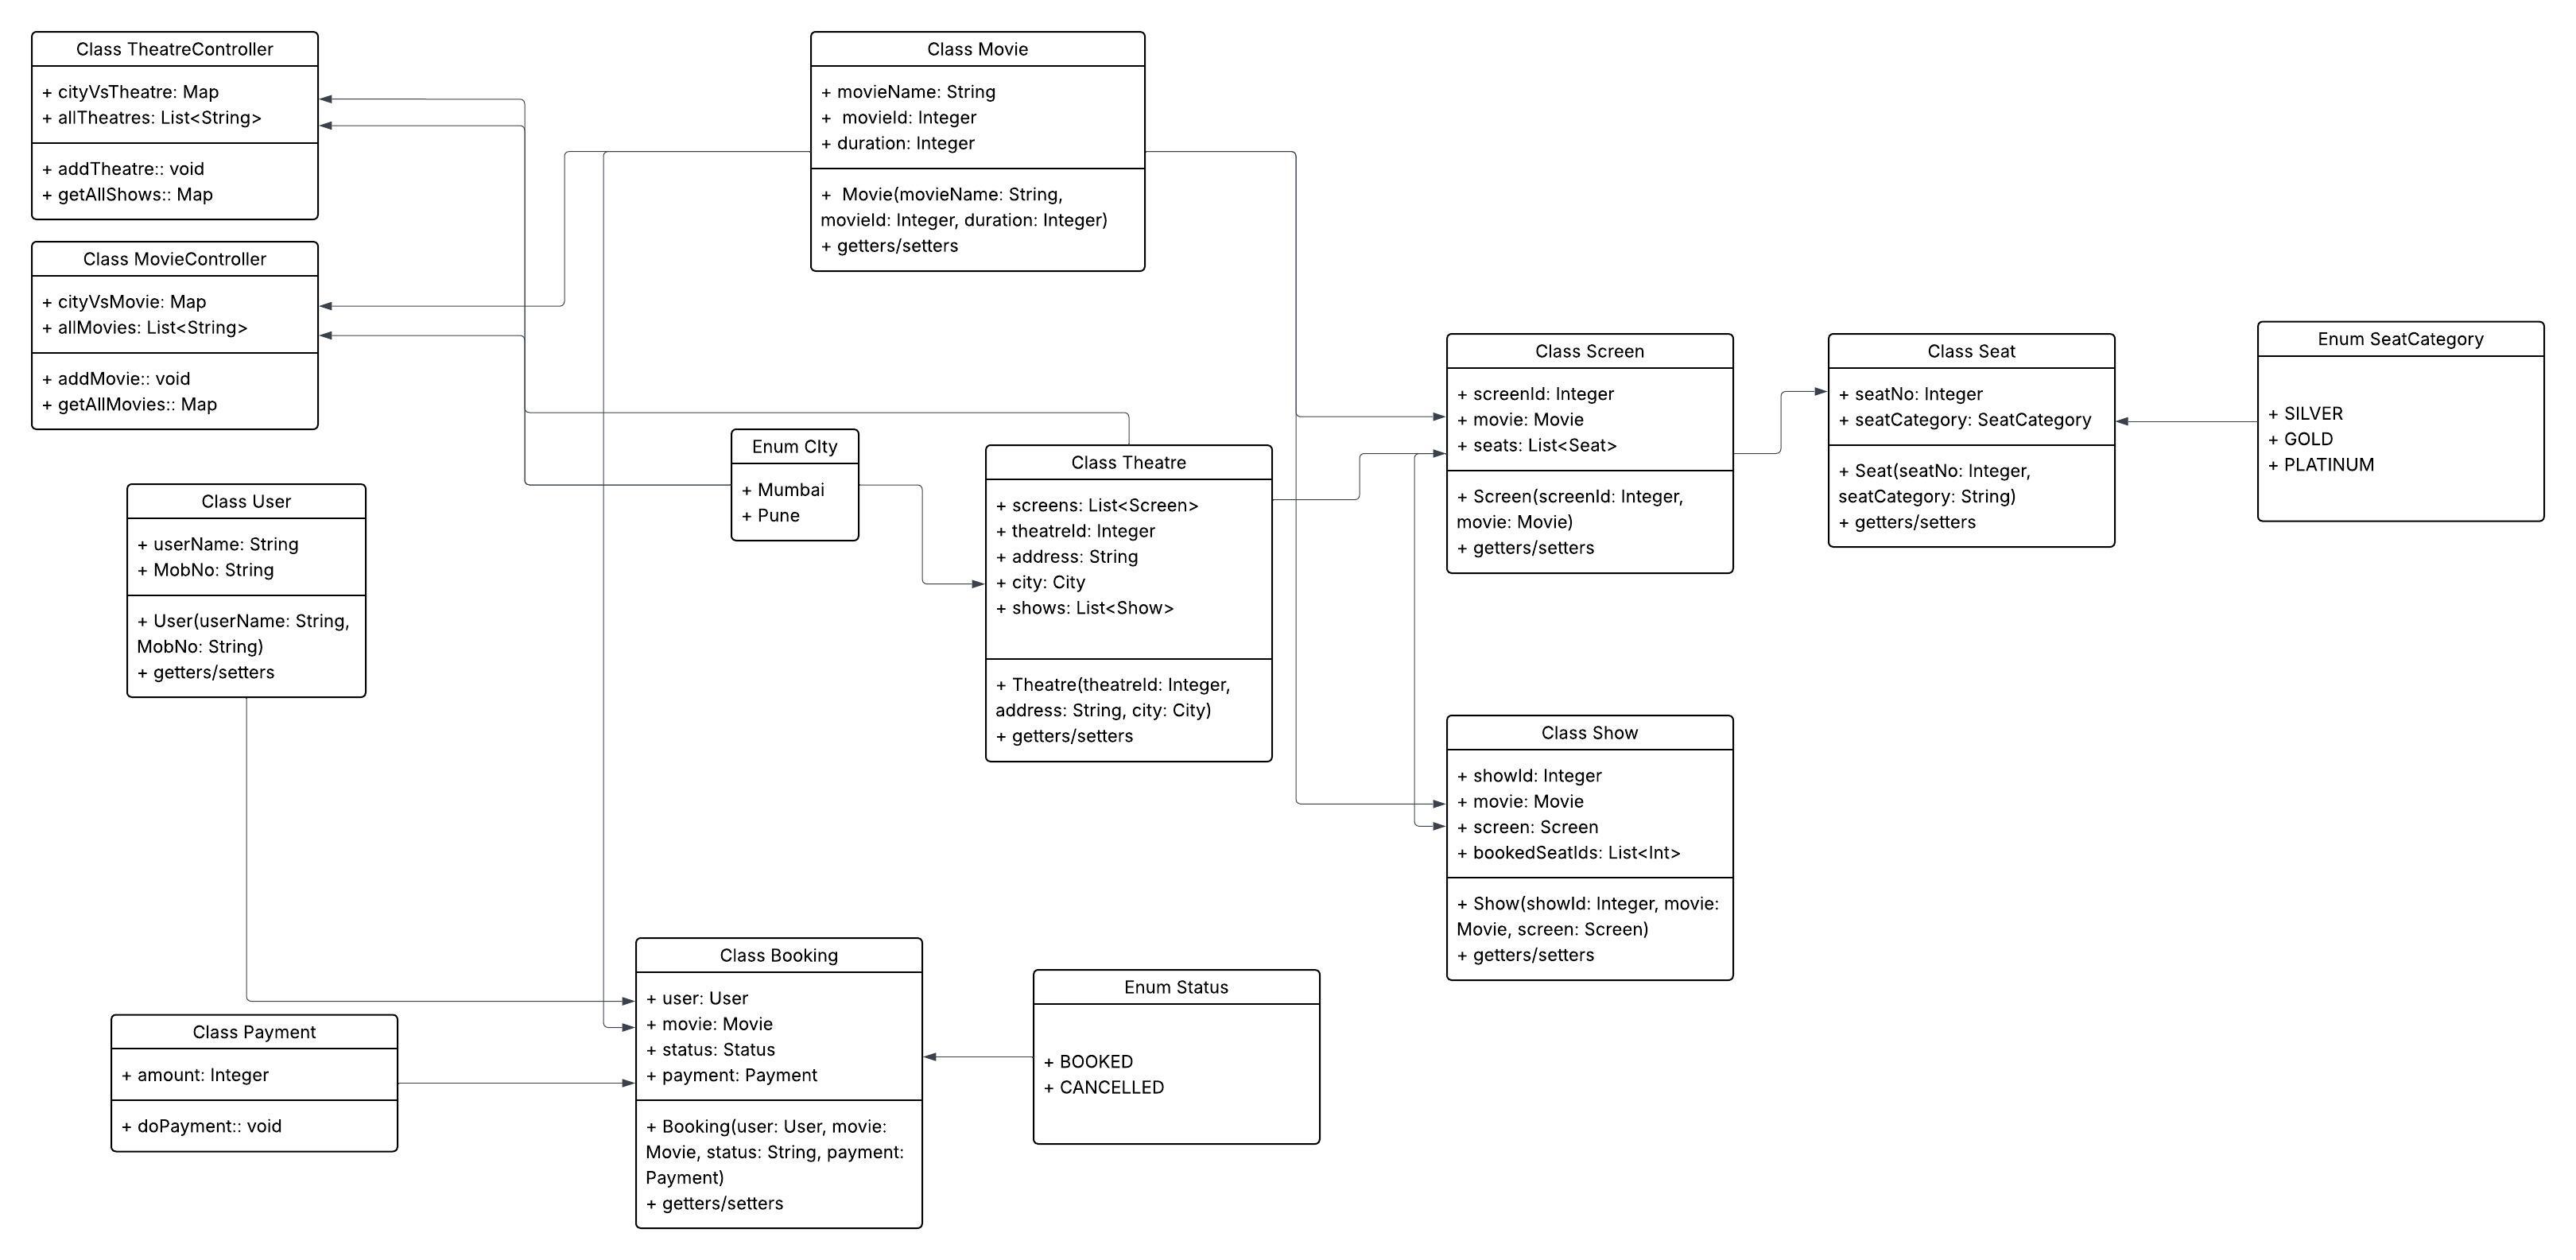 Class TheatreController
+ cityVsTheatre: Map
+ allTheatres: List<String>
+ addTheatre:: void
+ getAllShows:: Map
Class MovieController
+ cityVsMovie: Map
+ allMovies: List<String>
+ addMovie:: void
+ getAllMovies:: Map
Class Movie
+ movieName: String
+  movieId: Integer
+ duration: Integer
+  Movie(movieName: String,
movieId: Integer, duration: Integer)
+ getters/setters
Enum CIty
+ Mumbai
+ Pune
Class Theatre
+ screens: List<Screen>
+ theatreId: Integer
+ address: String
+ city: City
+ shows: List<Show>
+ Theatre(theatreId: Integer,
address: String, city: City)
+ getters/setters
Class Screen
+ screenId: Integer
+ movie: Movie
+ seats: List<Seat>
+ Screen(screenId: Integer,
movie: Movie)
+ getters/setters
Class Seat
+ seatNo: Integer
+ seatCategory: SeatCategory
+ Seat(seatNo: Integer,
seatCategory: String)
+ getters/setters
Enum SeatCategory
+ SILVER
+ GOLD
+ PLATINUM
Class User
+ userName: String
+ MobNo: String
+ User(userName: String,
MobNo: String)
+ getters/setters
Class Show
+ showId: Integer
+ movie: Movie
+ screen: Screen
+ bookedSeatIds: List<Int>
+ Show(showId: Integer, movie:
Movie, screen: Screen)
+ getters/setters
Class Payment
+ amount: Integer
+ doPayment:: void
Class Booking
+ user: User
+ movie: Movie
+ status: Status
+ payment: Payment
+ Booking(user: User, movie:
Movie, status: String, payment:
Payment)
+ getters/setters
Enum Status
+ BOOKED
+ CANCELLED